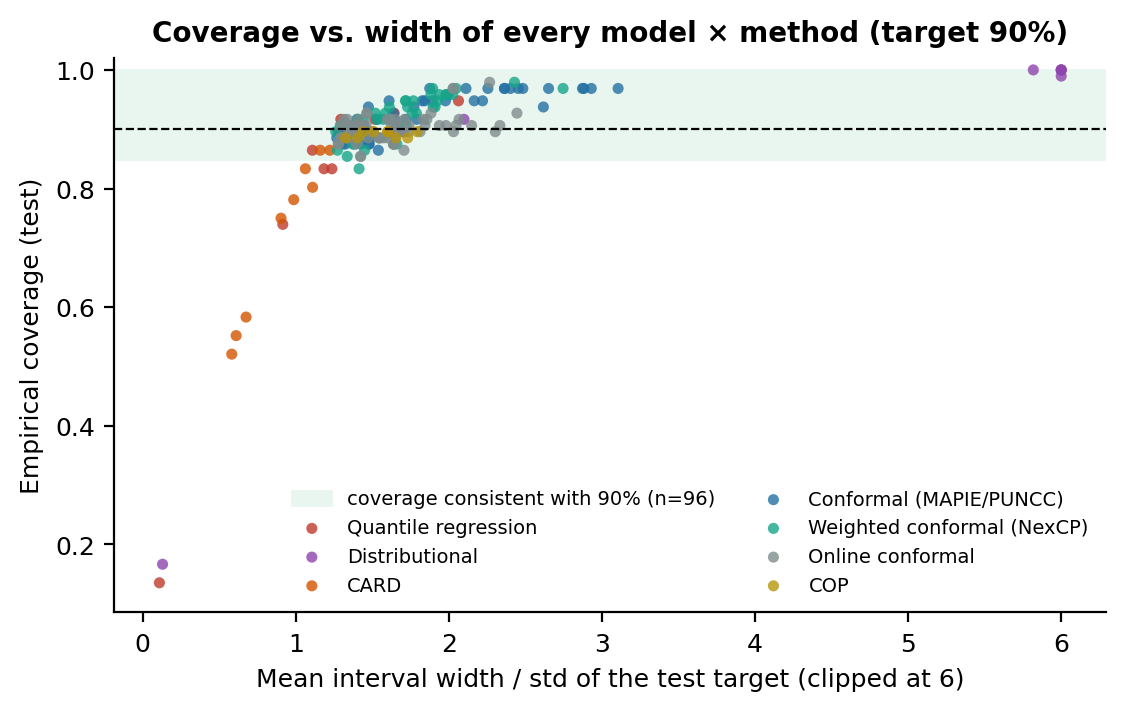 Coverage vs. width of every model × method (target 90%)
Empirical coverage (test)
1.0
0.8
0.6
0.4
0.2
coverage consistent with 90% (n=96)
Quantile regression
Distributional
CARD
Conformal (MAPIE/PUNCC)
Weighted conformal (NexCP)
Online conformal
COP
0 1 2 3 4 5 6
Mean interval width / std of the test target (clipped at 6)